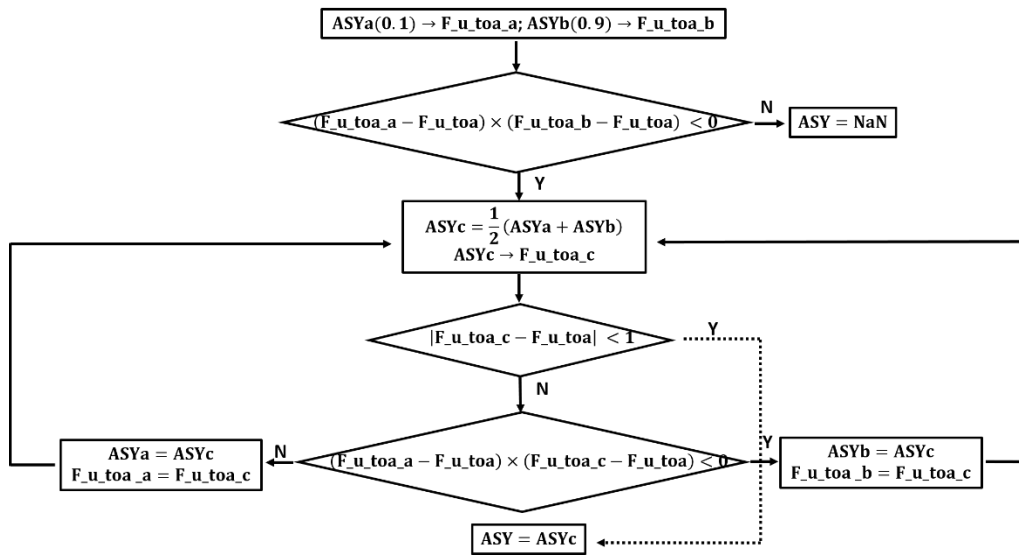 ASYa(0.1) → F_u_toa_a; ASYb(0.9) → F_u_toa_b
(F_u_toa_a − F_u_toa) × (F_u_toa_b − F_u_toa) < 0
N
ASY = NaN
Y
ASYc = 1/2 (ASYa + ASYb)
ASYc → F_u_toa_c
|F_u_toa_c − F_u_toa| < 1
Y
N
(F_u_toa_a − F_u_toa) × (F_u_toa_c − F_u_toa) < 0
N
Y
ASYa = ASYc
F_u_toa _a = F_u_toa_c
ASYb = ASYc
F_u_toa _b = F_u_toa_c
ASY = ASYc